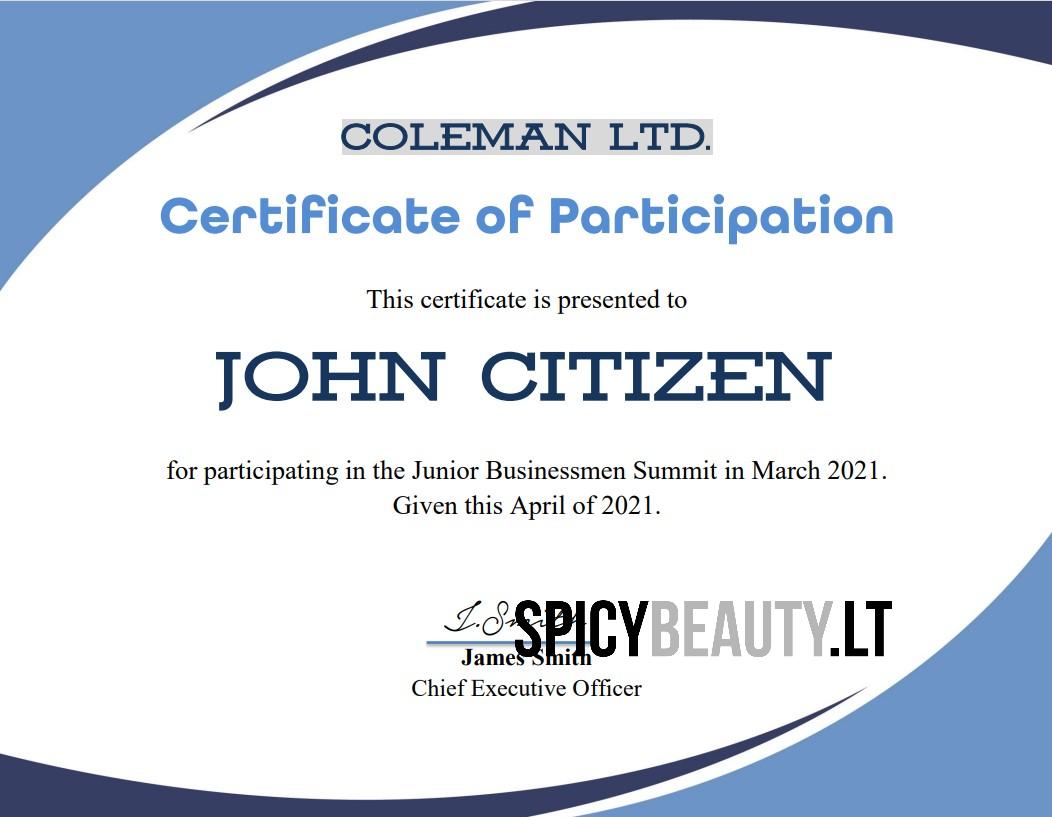 COLEMAN LTD.
Certificate of Participation
This certificate is presented to
JOHN CITIZEN
for participating in the Junior Businessmen Summit in March 2021.
Given this April of 2021.
J.Smith
SPICYBEAUTY.LT
James Smith
Chief Executive Officer